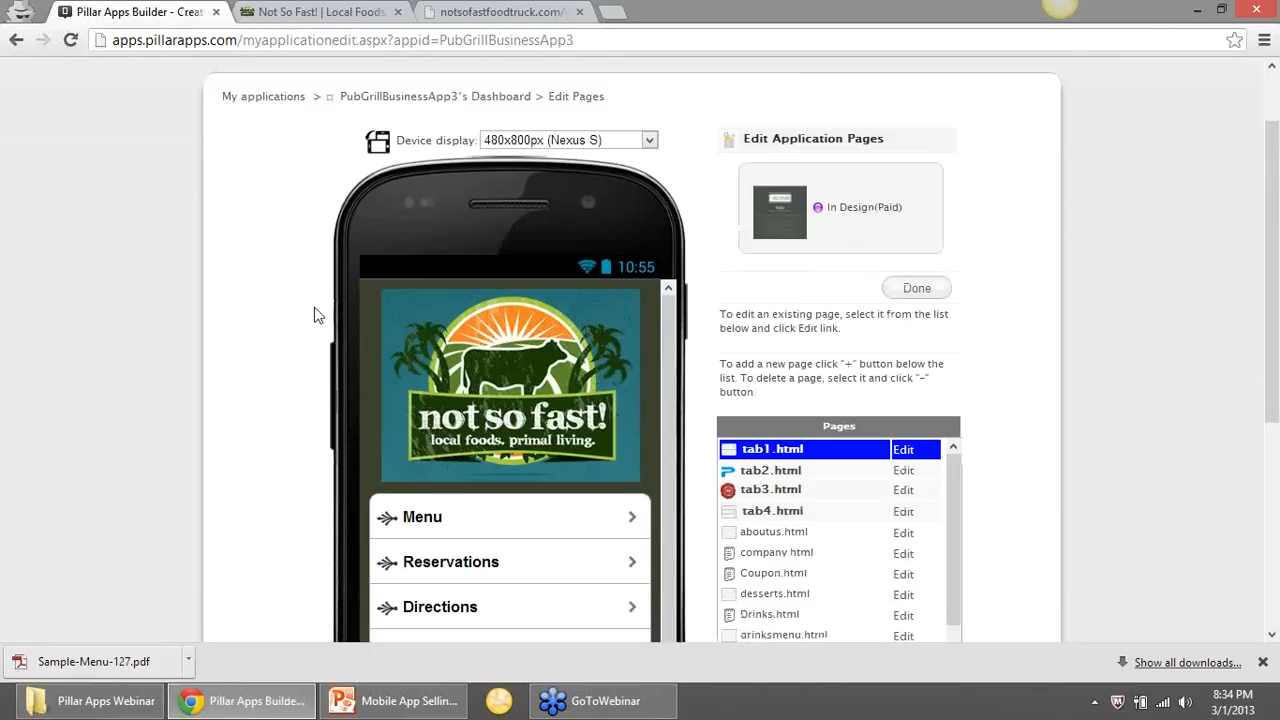 Pillar Apps Builder - Creat
Not So Fast! | Local Foods.
notsofastfoodtruck.com/
apps.pillarapps.com/myapplicationedit.aspx?appid=PubGrillBusinessApp3
My applications > PubGrillBusinessApp3's Dashboard > Edit Pages
Device display: 480x800px (Nexus S)
Edit Application Pages
In Design(Paid)
10:55
Done
To edit an existing page, select it from the list
below and click Edit link.
To add a new page click "+" button below the
list. To delete a page, select it and click "-"
button.
not so fast!
local foods. primal living.
Pages
tab1.html Edit
tab2.html Edit
tab3.html Edit
tab4.html Edit
aboutus.html Edit
company.html Edit
Coupon.html Edit
desserts.html Edit
Drinks.html Edit
drinksmenu.html Edit
Menu
Reservations
Directions
Sample-Menu-127.pdf
Show all downloads...
Pillar Apps Webinar
Pillar Apps Builde...
Mobile App Sellin...
GoToWebinar
8:34 PM
3/1/2013